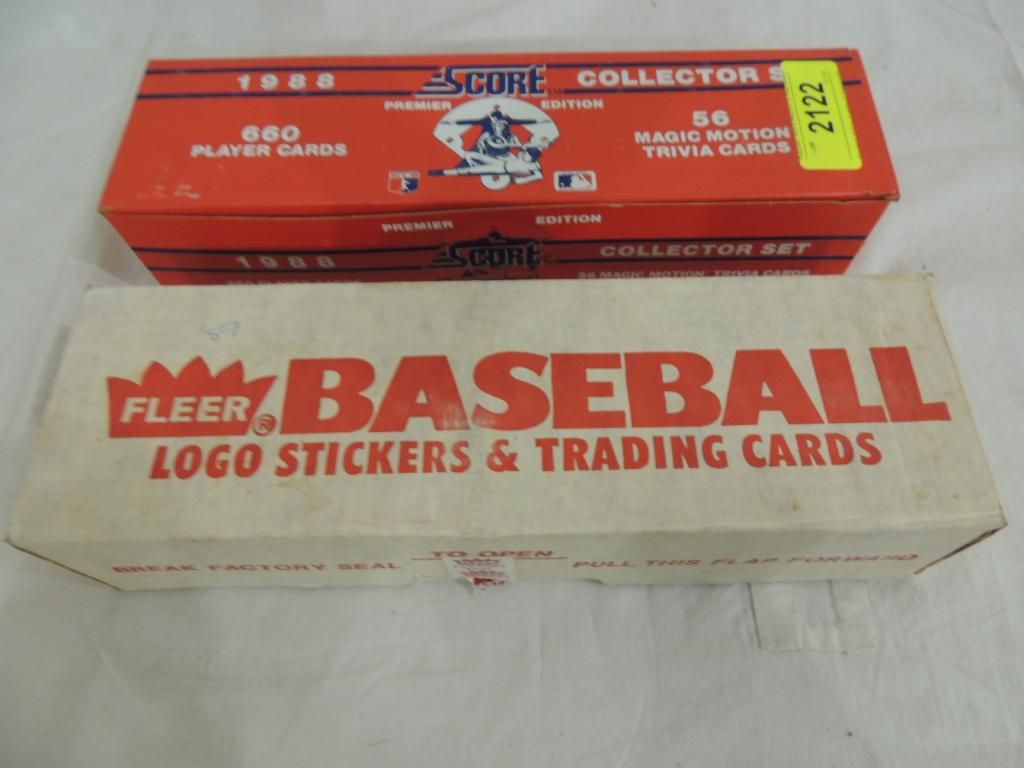 1988 SCORE COLLECTOR S
PREMIER EDITION
660 PLAYER CARDS
56 MAGIC MOTION TRIVIA CARDS
2122
PREMIER EDITION
1988 SCORE COLLECTOR SET
56 MAGIC MOTION TRIVIA CARDS
89
FLEER® BASEBALL
LOGO STICKERS & TRADING CARDS
TO OPEN
BREAK FACTORY SEAL PULL THIS FLAP FORWARD